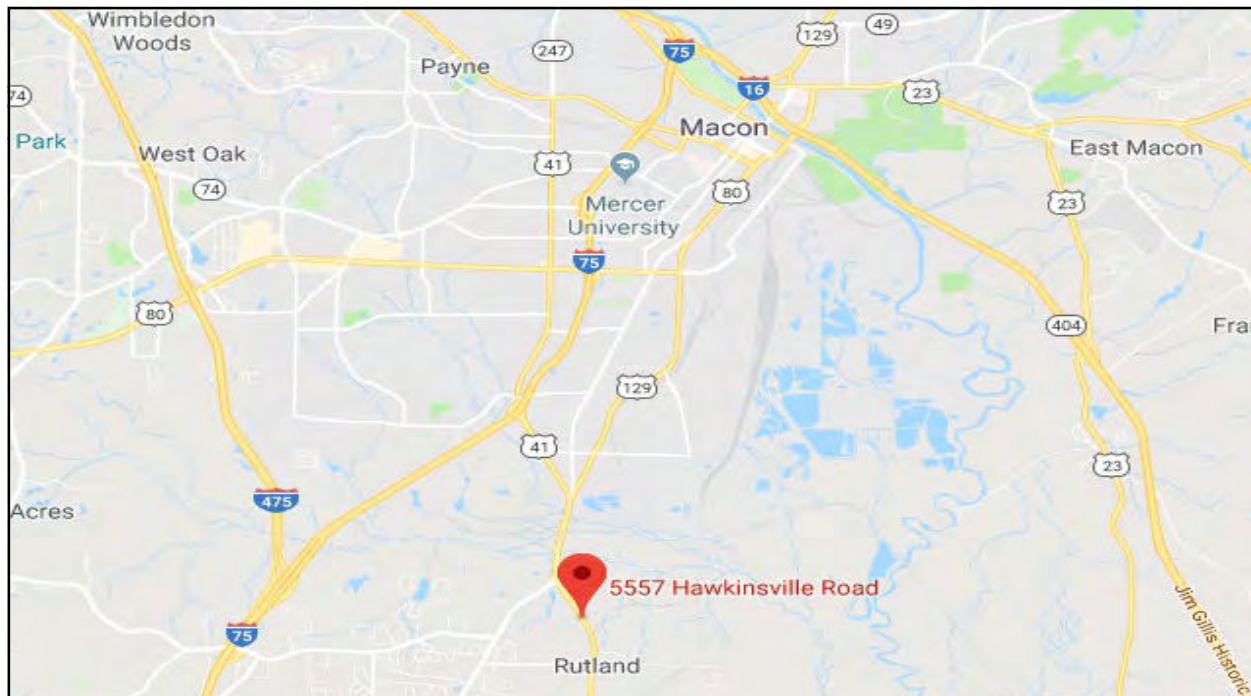 Wimbledon
Woods
247
Payne
75
129
49
16
23
74
Park
West Oak
74
41
Macon
East Macon
Mercer
University
80
23
75
80
404
Fra
129
41
475
23
Acres
5557 Hawkinsville Road
75
Rutland
Jim Gillis Historic